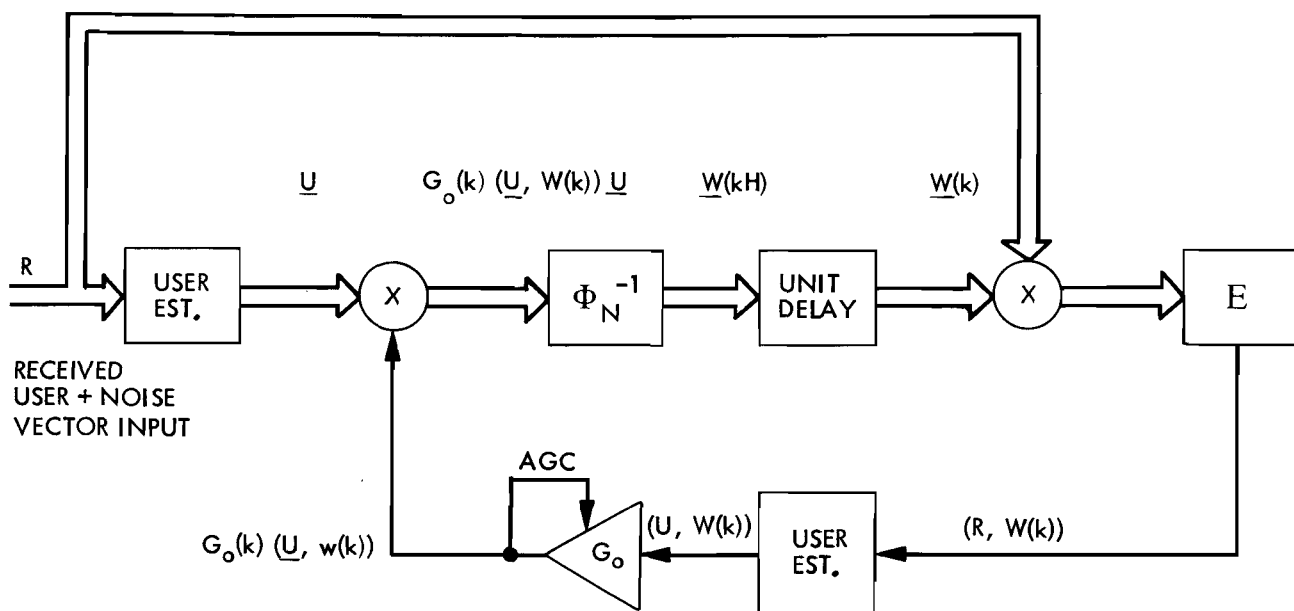 U
G_o(k) (U, W(k)) U
W(kH)
W(k)
R
USER
EST.
X
Φ_N^-1
UNIT
DELAY
X
E
RECEIVED
USER + NOISE
VECTOR INPUT
AGC
G_o(k) (U, w(k))
G_o
(U, W(k))
USER
EST.
(R, W(k))